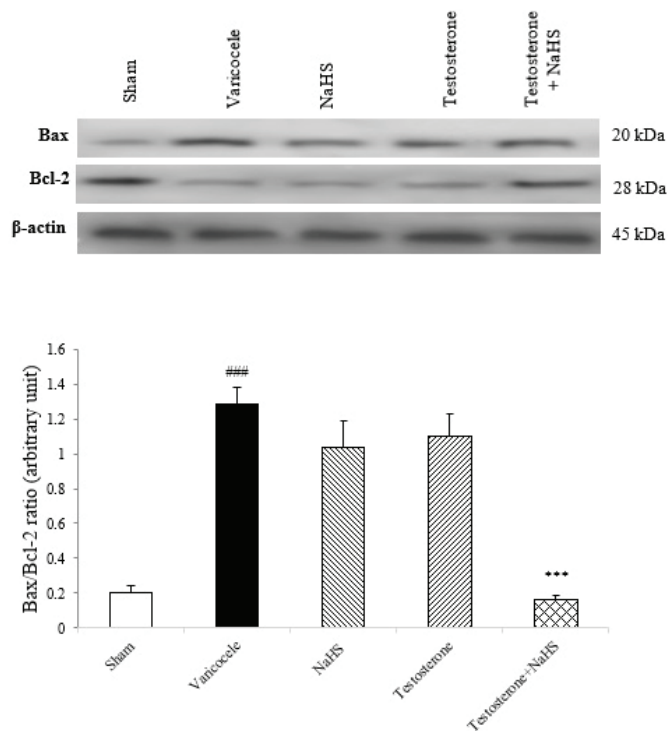 Sham
Varicocele
NaHS
Testosterone
Testosterone
+ NaHS
Bax
20 kDa
Bcl-2
28 kDa
β-actin
45 kDa
Bax/Bcl-2 ratio (arbitrary unit)
1.6
1.4
1.2
1
0.8
0.6
0.4
0.2
0
###
***
Sham
Varicocele
NaHS
Testosterone
Testosterone+NaHS